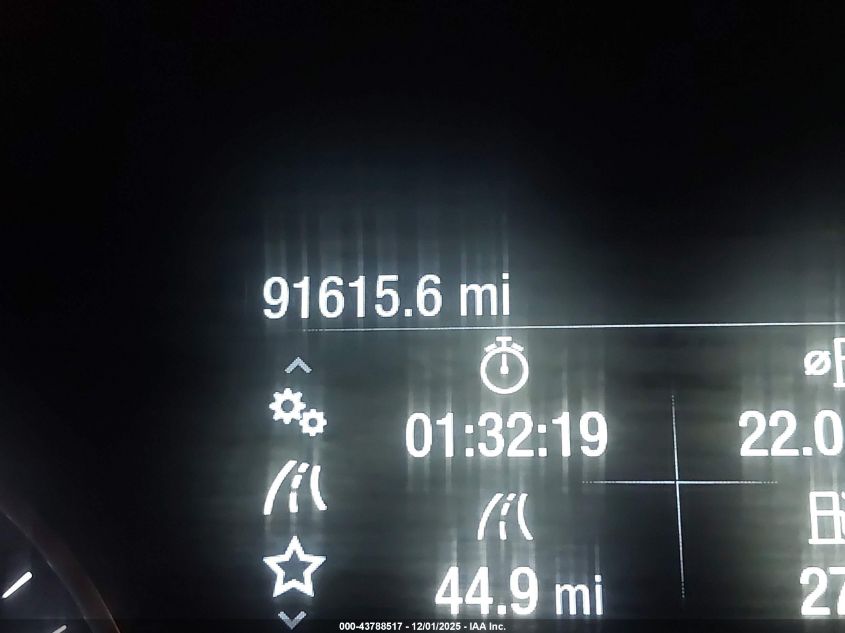 91615.6 mi
01:32:19
22.0
44.9 mi
27
000-43788517 - 12/01/2025 - IAA Inc.